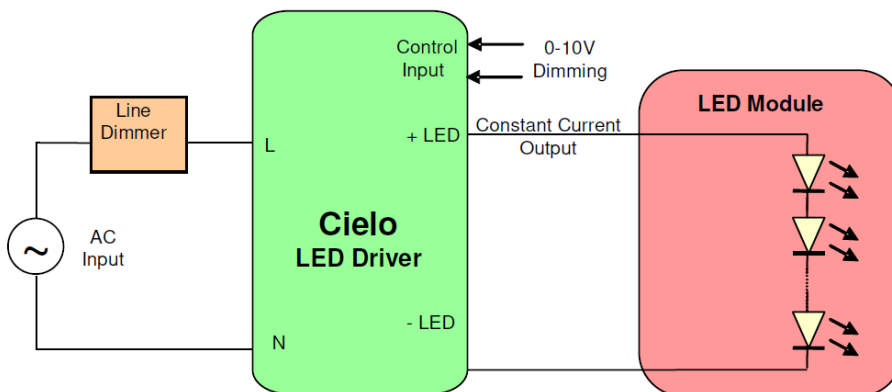 Line
Dimmer
AC
Input
~
L
N
Control
Input
+ LED
Cielo
LED Driver
- LED
0-10V
Dimming
Constant Current
Output
LED Module